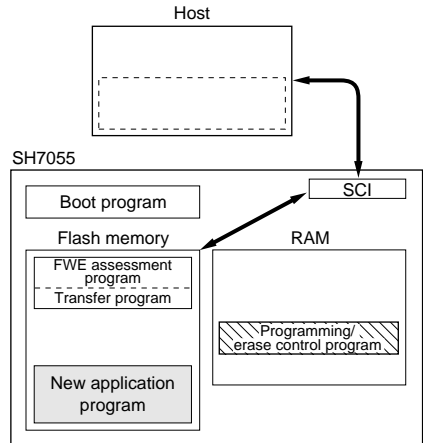 Host
SH7055
SCI
Boot program
Flash memory
RAM
FWE assessment
program
Transfer program
Programming/
erase control program
New application
program